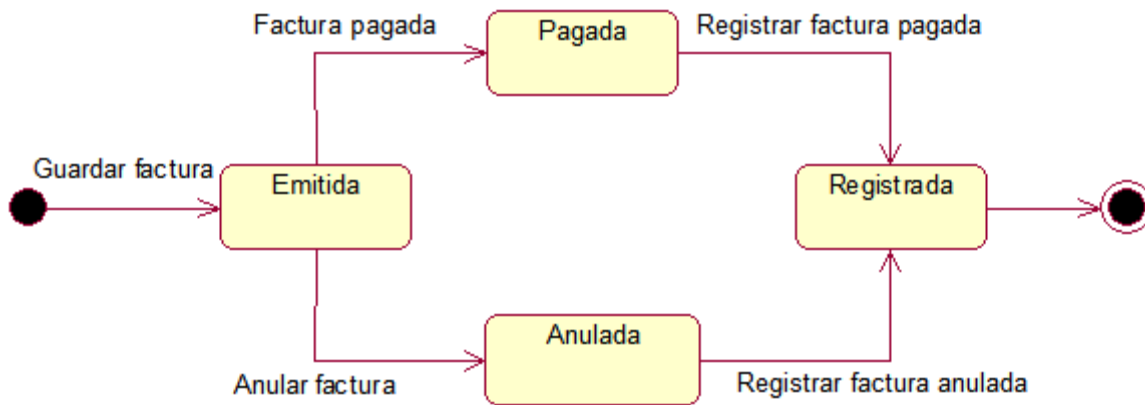 Factura pagada
Pagada
Registrar factura pagada
Guardar factura
Emitida
Registrada
Anulada
Anular factura
Registrar factura anulada